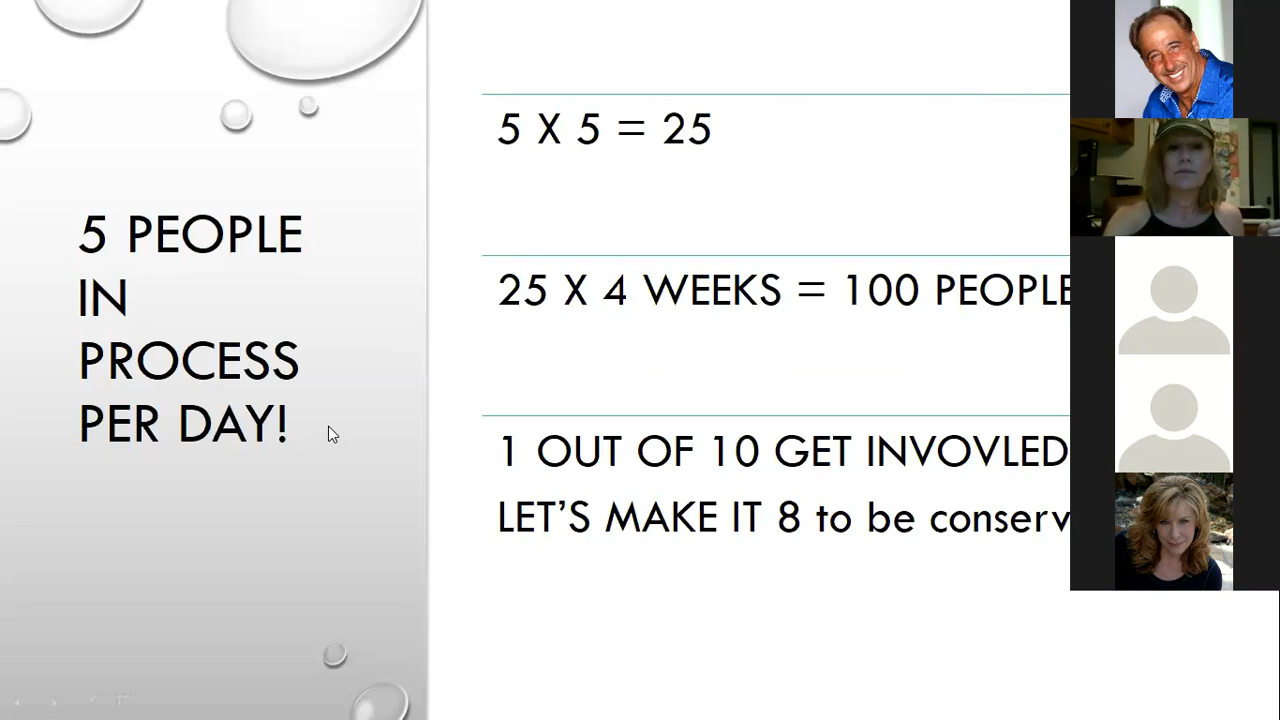 5 PEOPLE
IN
PROCESS
PER DAY!
5 X 5 = 25
25 X 4 WEEKS = 100 PEOPLE
1 OUT OF 10 GET INVOVLED
LET'S MAKE IT 8 to be conserv